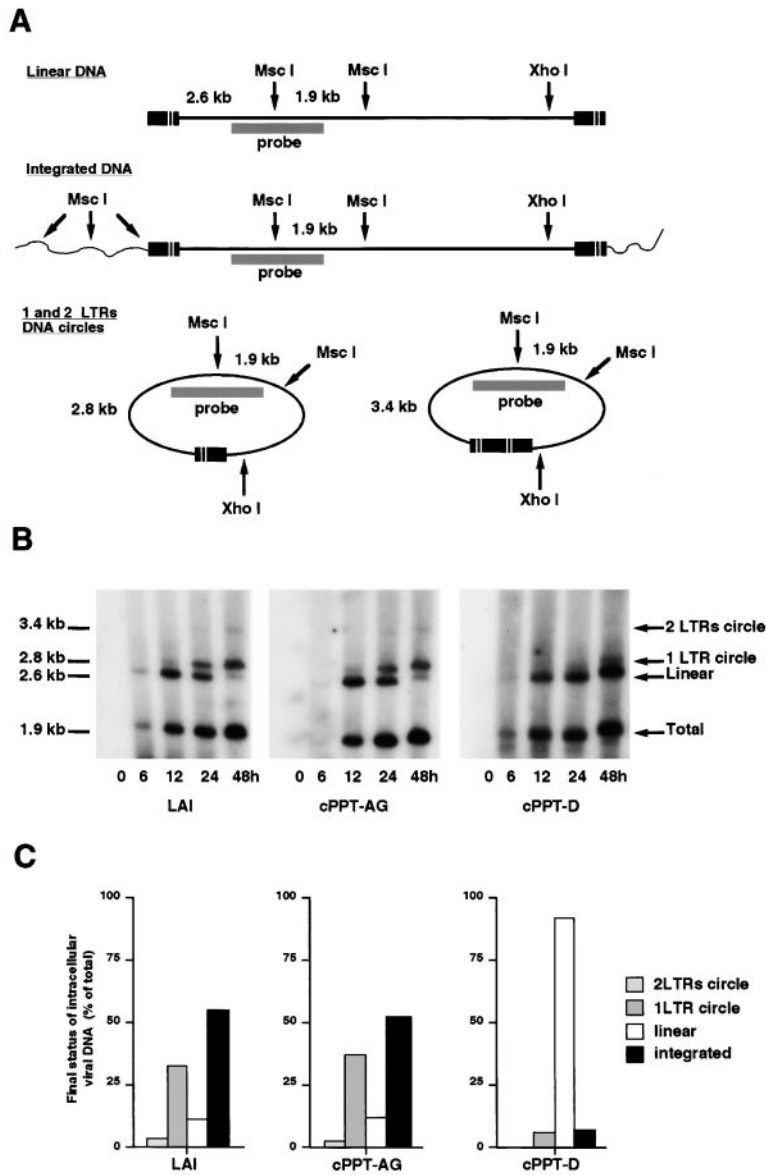 A
Linear DNA
Msc I Msc I Xho I
2.6 kb 1.9 kb
probe
Integrated DNA
Msc I
Msc I Msc I Xho I
1.9 kb
probe
1 and 2 LTRs
DNA circles
Msc I Msc I
1.9 kb Msc I 1.9 kb Msc I
2.8 kb probe 3.4 kb probe
Xho I Xho I
B
3.4 kb 2 LTRs circle
2.8 kb 1 LTR circle
2.6 kb Linear
1.9 kb Total
0 6 12 24 48h 0 6 12 24 48h 0 6 12 24 48h
LAI cPPT-AG cPPT-D
C
Final status of intracellular
viral DNA (% of total)
100 100 100
75 75 75
50 50 50
25 25 25
0 0 0
LAI cPPT-AG cPPT-D
2LTRs circle
1LTR circle
linear
integrated